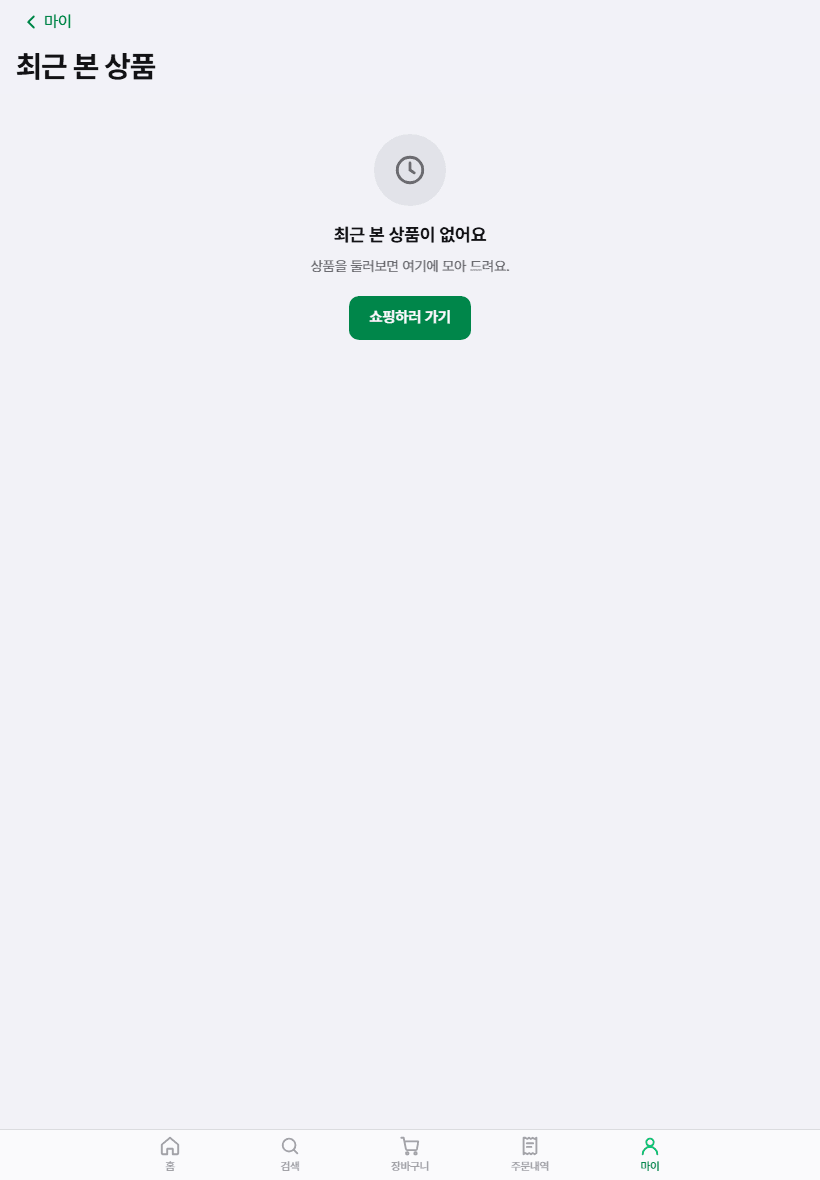 마이
최근 본 상품
최근 본 상품이 없어요
상품을 둘러보면 여기에 모아 드려요.
쇼핑하러 가기
홈
검색
장바구니
주문내역
마이